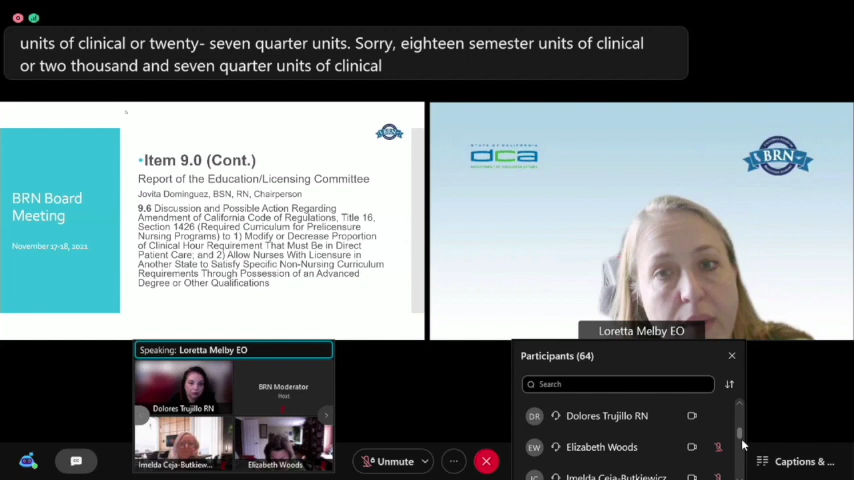 units of clinical or twenty- seven quarter units. Sorry, eighteen semester units of clinical
or two thousand and seven quarter units of clinical
BRN Board
Meeting
November 17-18, 2021
•Item 9.0 (Cont.)
Report of the Education/Licensing Committee
Jovita Dominguez, BSN, RN, Chairperson
9.6 Discussion and Possible Action Regarding
Amendment of California Code of Regulations, Title 16,
Section 1426 (Required Curriculum for Prelicensure
Nursing Programs) to 1) Modify or Decrease Proportion
of Clinical Hour Requirement That Must Be in Direct
Patient Care; and 2) Allow Nurses With Licensure in
Another State to Satisfy Specific Non-Nursing Curriculum
Requirements Through Possession of an Advanced
Degree or Other Qualifications
BRN
STATE OF CALIFORNIA
dca
BRN
Loretta Melby EO
Speaking: Loretta Melby EO
Dolores Trujillo RN
BRN Moderator
Host
Imelda Ceja-Butkiew...
Elizabeth Woods
Unmute
Participants (64)
Search
DR Dolores Trujillo RN
EW Elizabeth Woods
Imelda Ceja-Butkiewicz
Captions & ...